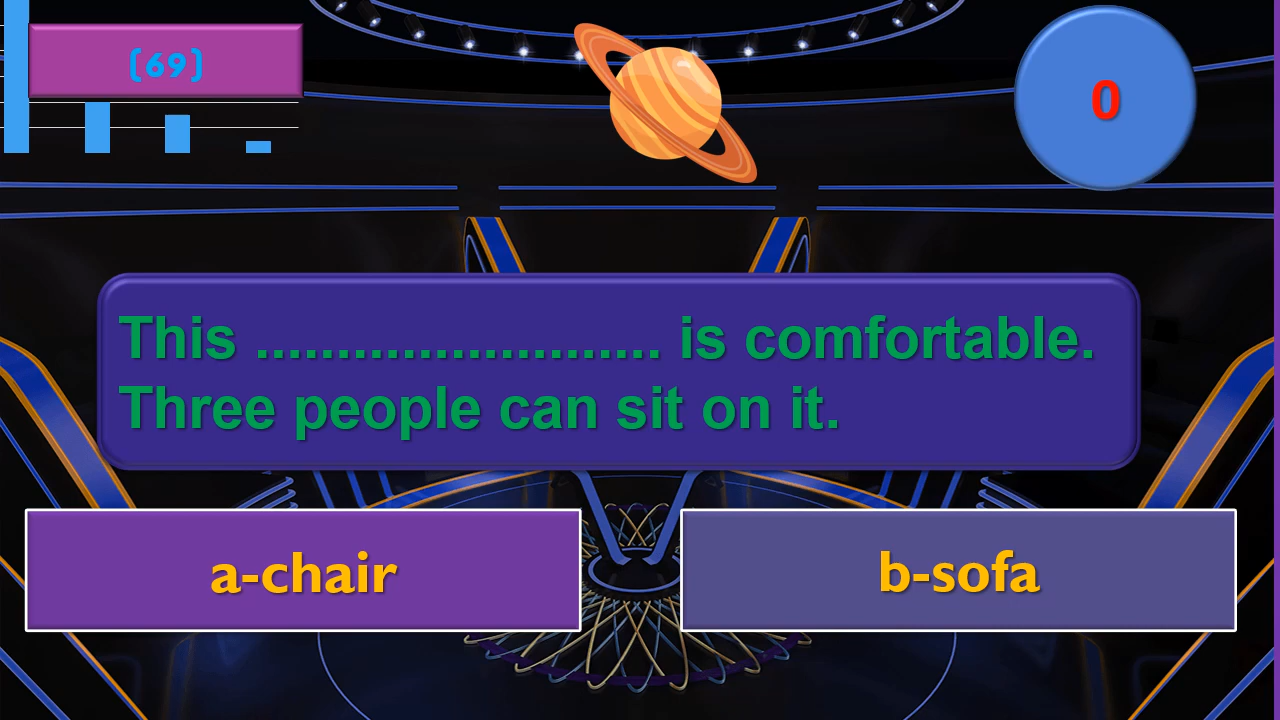 (69)
0
This ......................... is comfortable.
Three people can sit on it.
a-chair
b-sofa